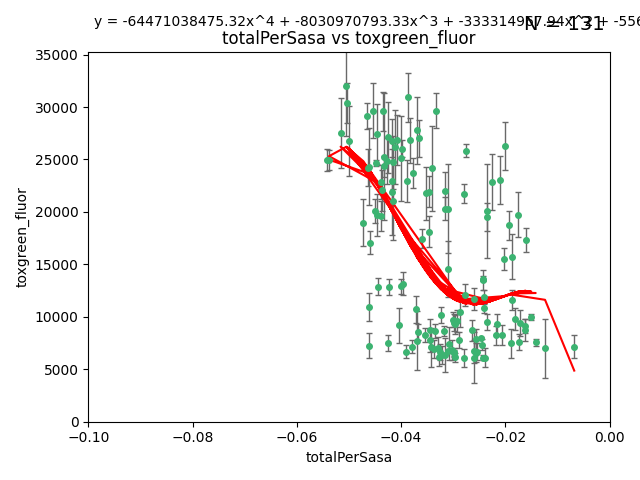 y = -64471038475.32x^4 + -8030970793.33x^3 + -333314
N = 131
totalPerSasa vs toxgreen_fluor
35000
30000
25000
20000
15000
10000
5000
0
toxgreen_fluor
−0.10 −0.08 −0.06 −0.04 −0.02 0.00
totalPerSasa